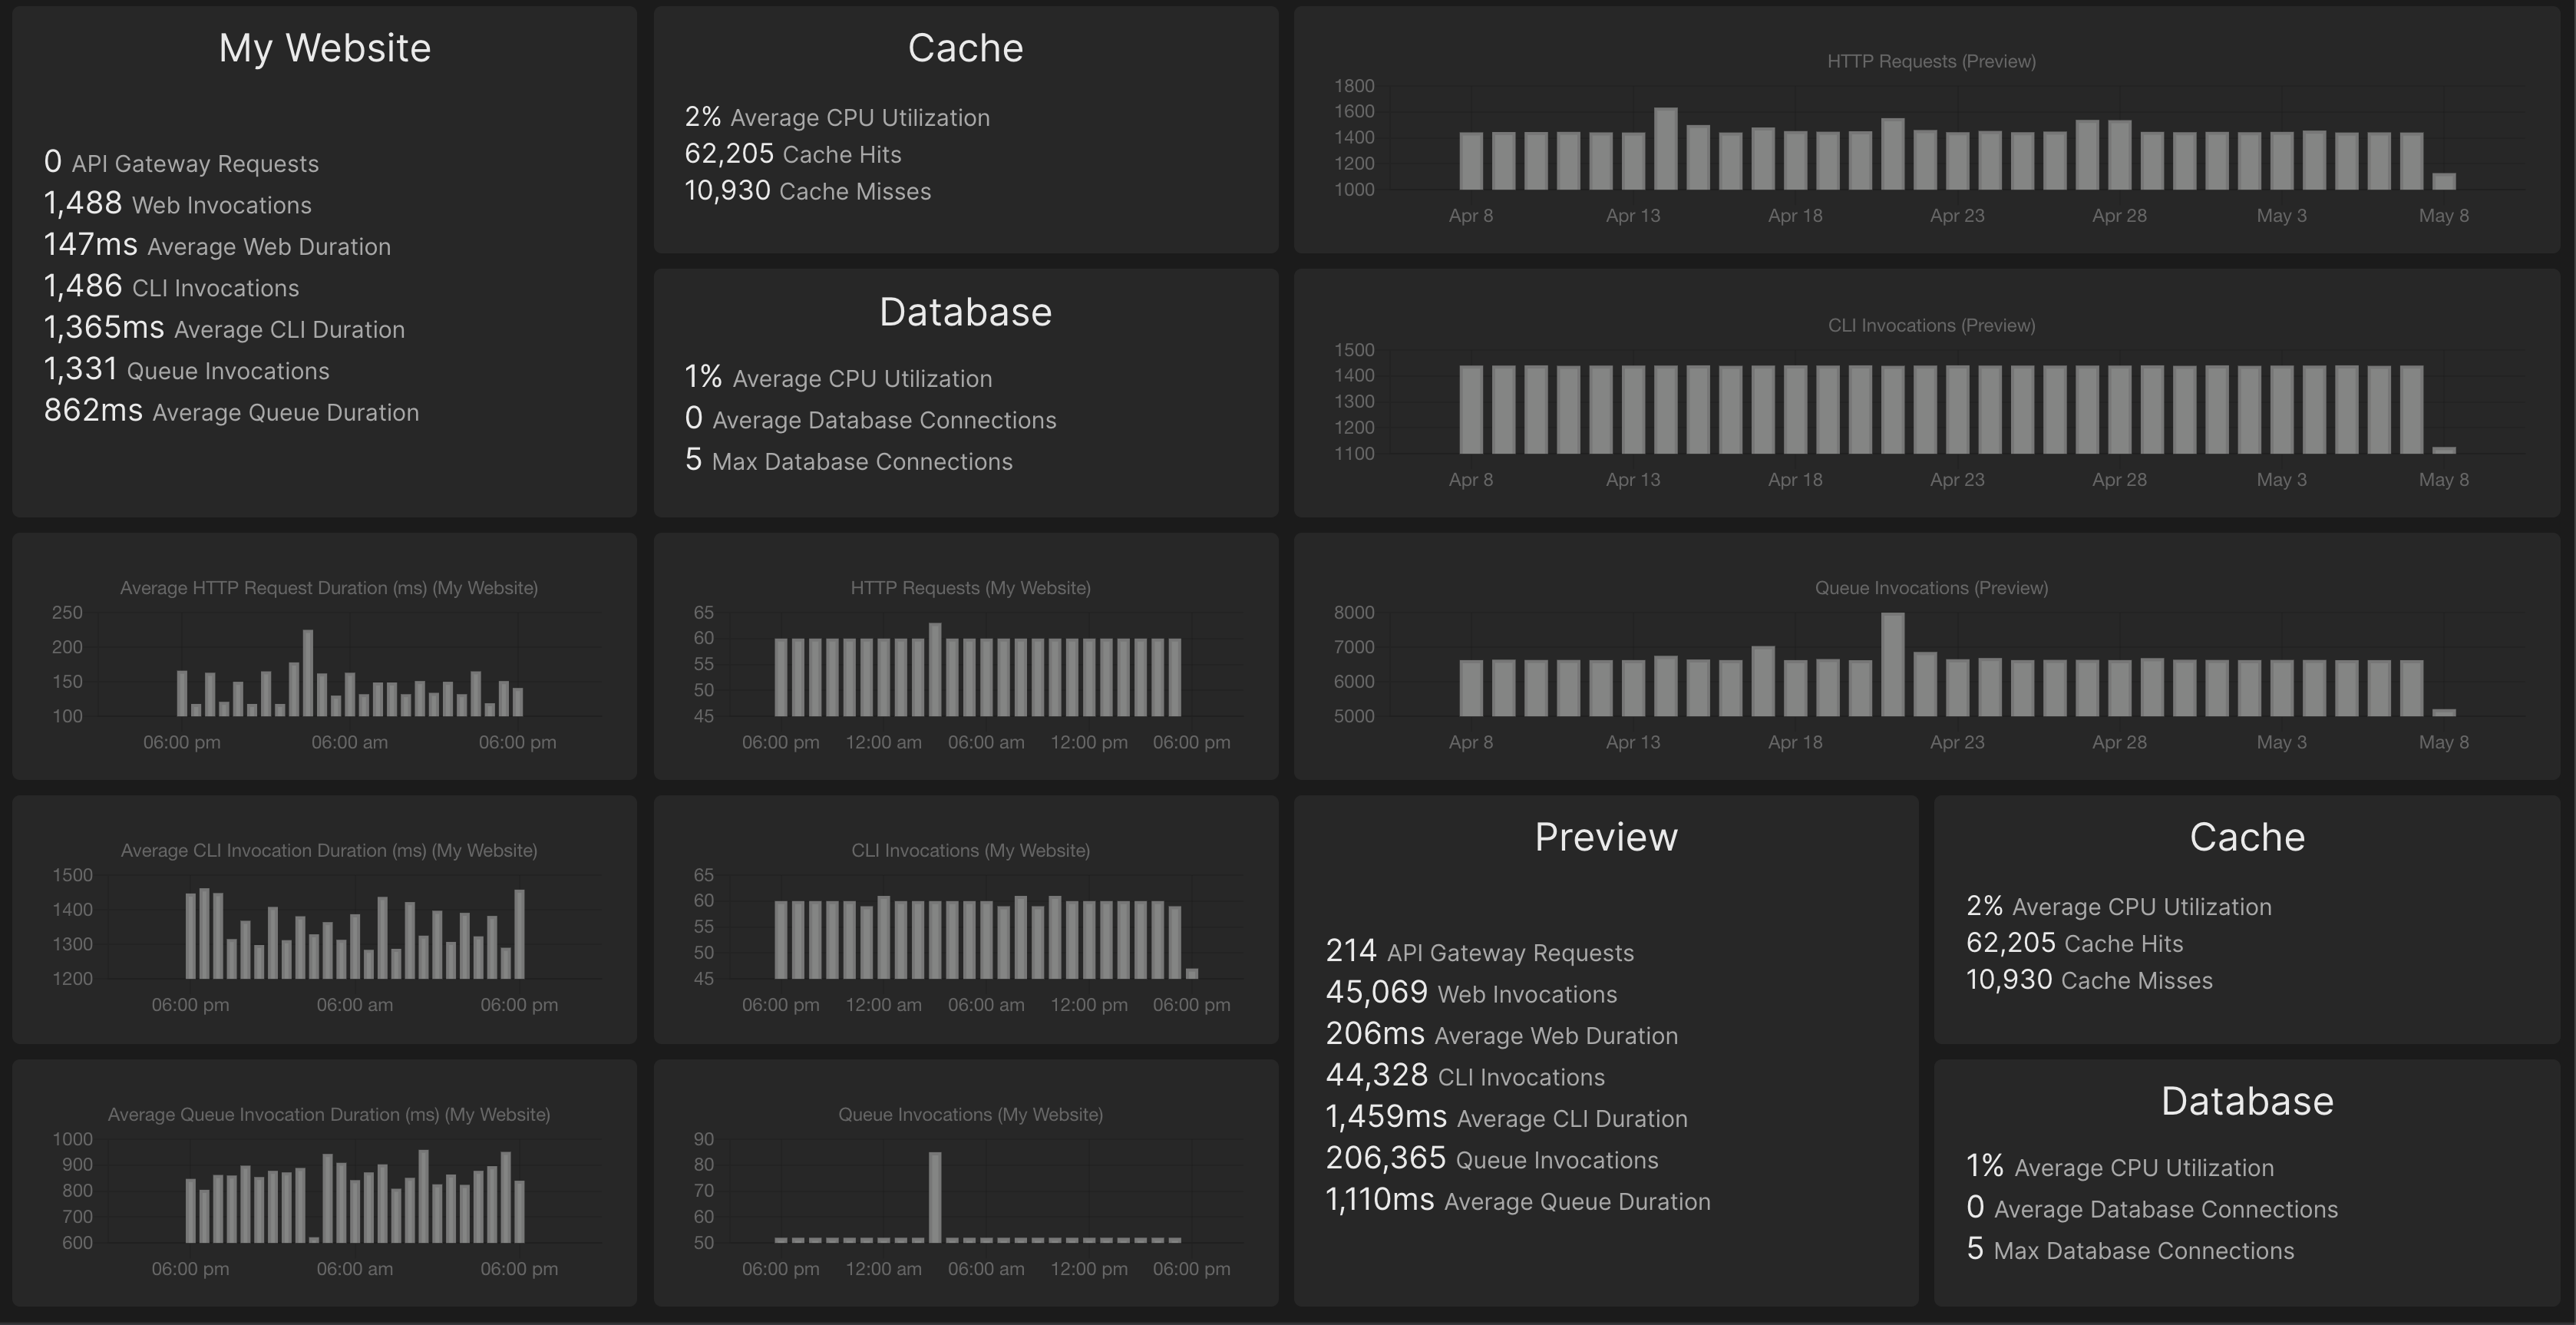 My Website
0 API Gateway Requests
1,488 Web Invocations
147ms Average Web Duration
1,486 CLI Invocations
1,365ms Average CLI Duration
1,331 Queue Invocations
862ms Average Queue Duration
Cache
2% Average CPU Utilization
62,205 Cache Hits
10,930 Cache Misses
Database
1% Average CPU Utilization
0 Average Database Connections
5 Max Database Connections
HTTP Requests (Preview)
1800
1600
1400
1200
1000
Apr 8 Apr 13 Apr 18 Apr 23 Apr 28 May 3 May 8
CLI Invocations (Preview)
1500
1400
1300
1200
1100
Apr 8 Apr 13 Apr 18 Apr 23 Apr 28 May 3 May 8
Average HTTP Request Duration (ms) (My Website)
250
200
150
100
06:00 pm 06:00 am 06:00 pm
HTTP Requests (My Website)
65
60
55
50
45
06:00 pm 12:00 am 06:00 am 12:00 pm 06:00 pm
Queue Invocations (Preview)
8000
7000
6000
5000
Apr 8 Apr 13 Apr 18 Apr 23 Apr 28 May 3 May 8
Average CLI Invocation Duration (ms) (My Website)
1500
1400
1300
1200
06:00 pm 06:00 am 06:00 pm
CLI Invocations (My Website)
65
60
55
50
45
06:00 pm 12:00 am 06:00 am 12:00 pm 06:00 pm
Average Queue Invocation Duration (ms) (My Website)
1000
900
800
700
600
06:00 pm 06:00 am 06:00 pm
Queue Invocations (My Website)
90
80
70
60
50
06:00 pm 12:00 am 06:00 am 12:00 pm 06:00 pm
Preview
214 API Gateway Requests
45,069 Web Invocations
206ms Average Web Duration
44,328 CLI Invocations
1,459ms Average CLI Duration
206,365 Queue Invocations
1,110ms Average Queue Duration
Cache
2% Average CPU Utilization
62,205 Cache Hits
10,930 Cache Misses
Database
1% Average CPU Utilization
0 Average Database Connections
5 Max Database Connections